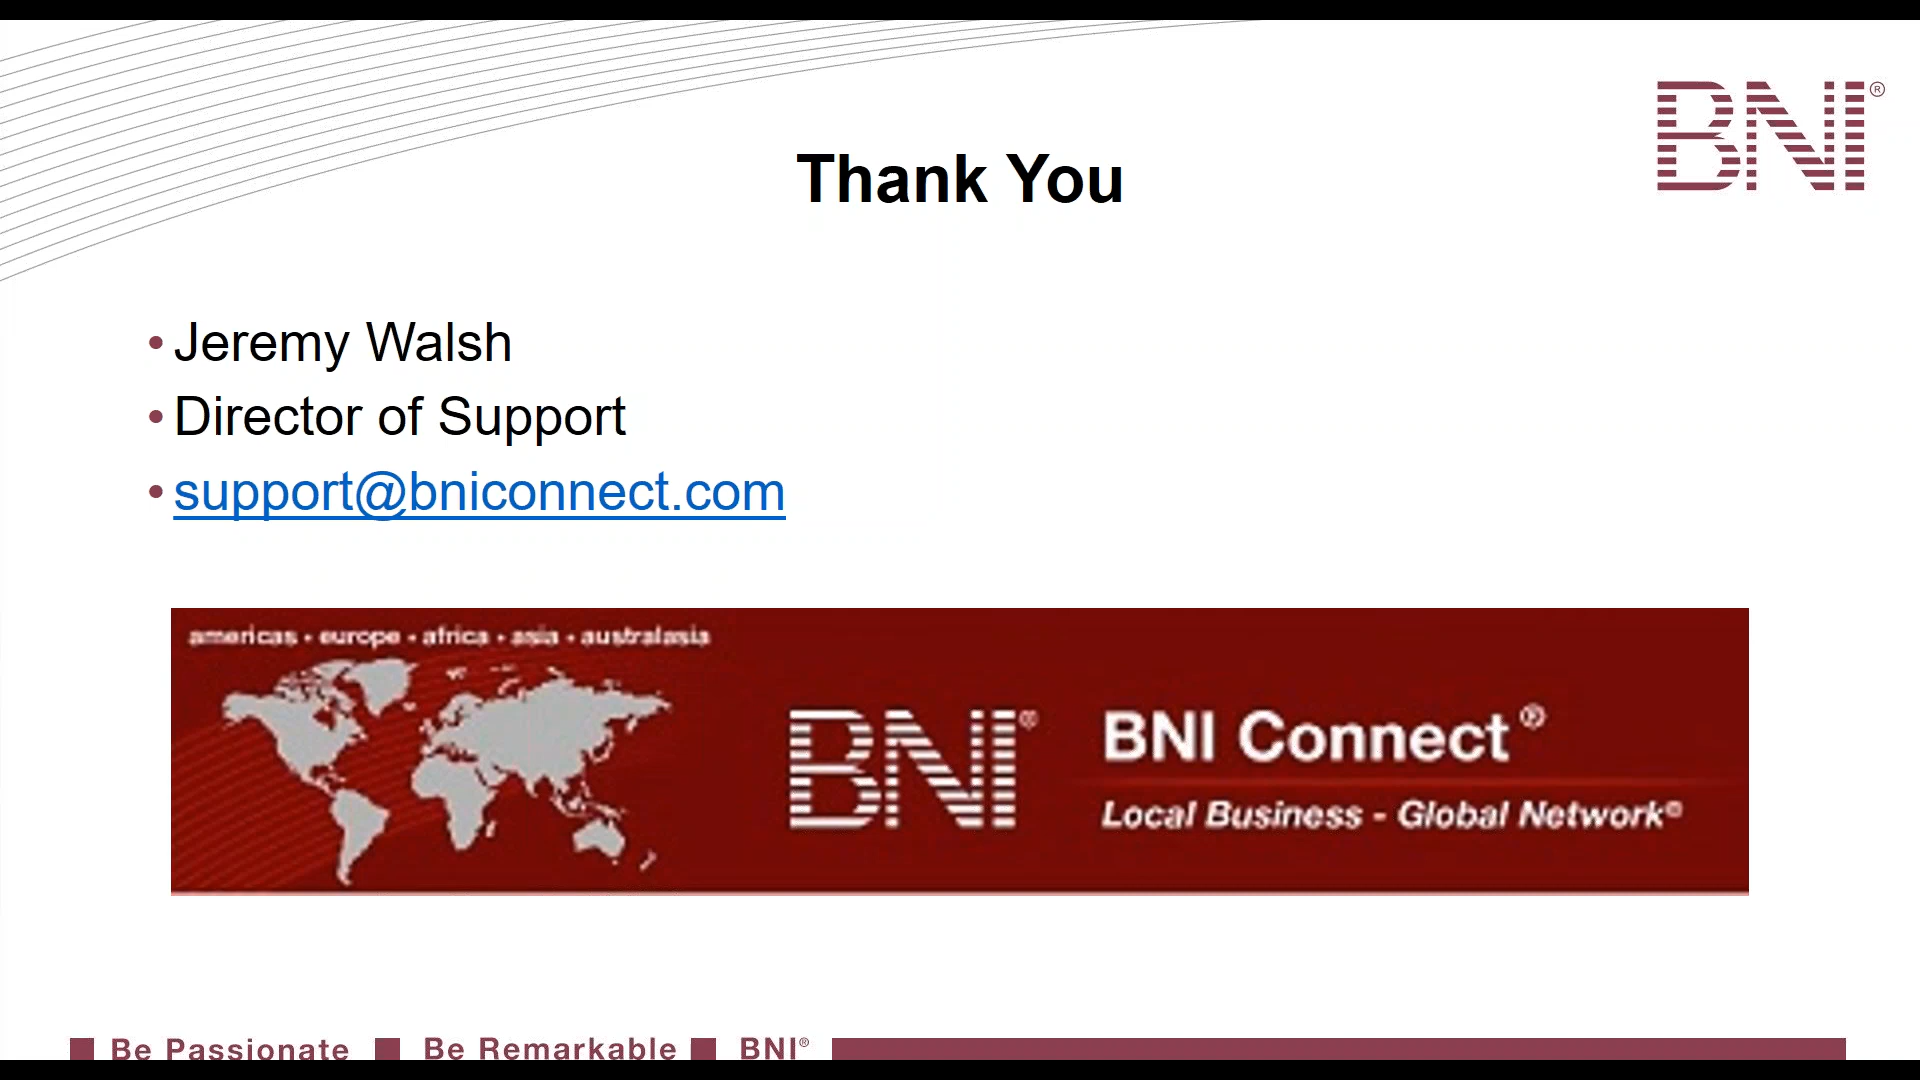 BNI®
Thank You
• Jeremy Walsh
• Director of Support
• support@bniconnect.com
americas • europe • africa • asia • australasia
BNI®
BNI Connect®
Local Business - Global Network®
Be Passionate
Be Remarkable
BNI®